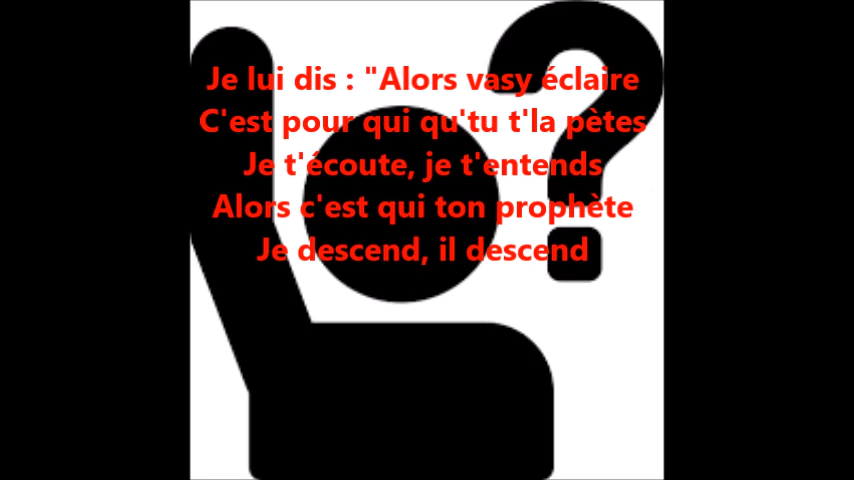 Je lui dis : "Alors vasy éclaire
C'est pour qui qu'tu t'la pètes
Je t'écoute, je t'entends
Alors c'est qui ton prophète
Je descend, il descend